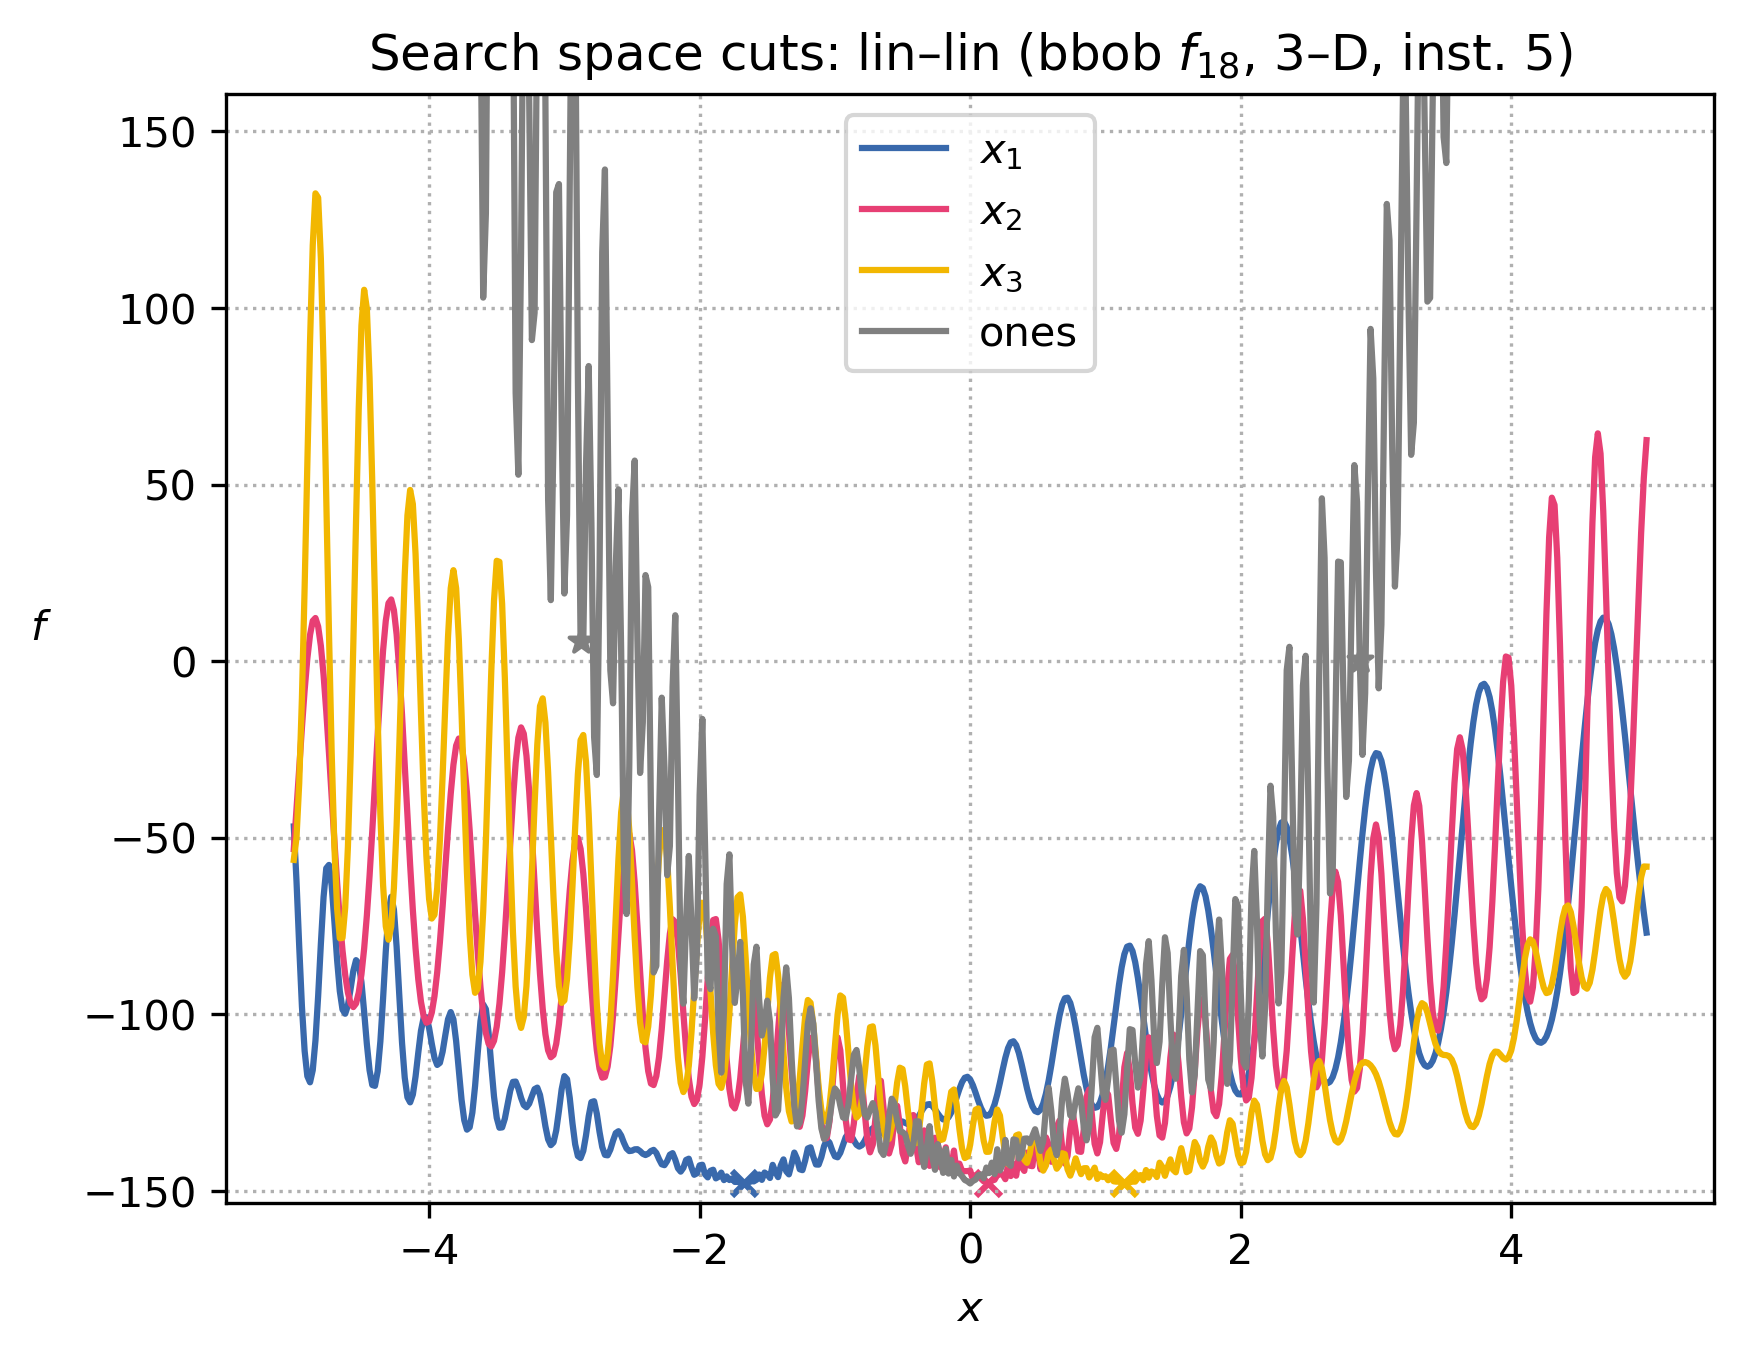 Search space cuts: lin–lin (bbob f₁₈, 3–D, inst. 5)
x₁
x₂
x₃
ones
150
100
50
0
−50
−100
−150
f
−4
−2
0
2
4
x